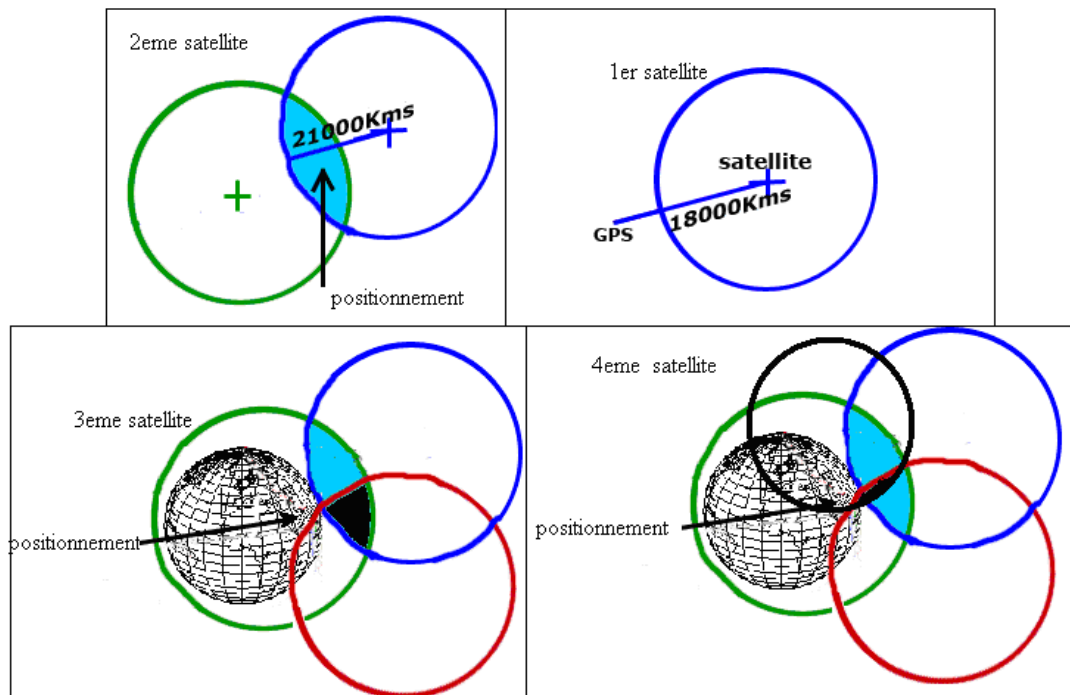 2eme satellite
21000Kms
positionnement
1er satellite
satellite
18000Kms
GPS
3eme satellite
positionnement
4eme satellite
positionnement